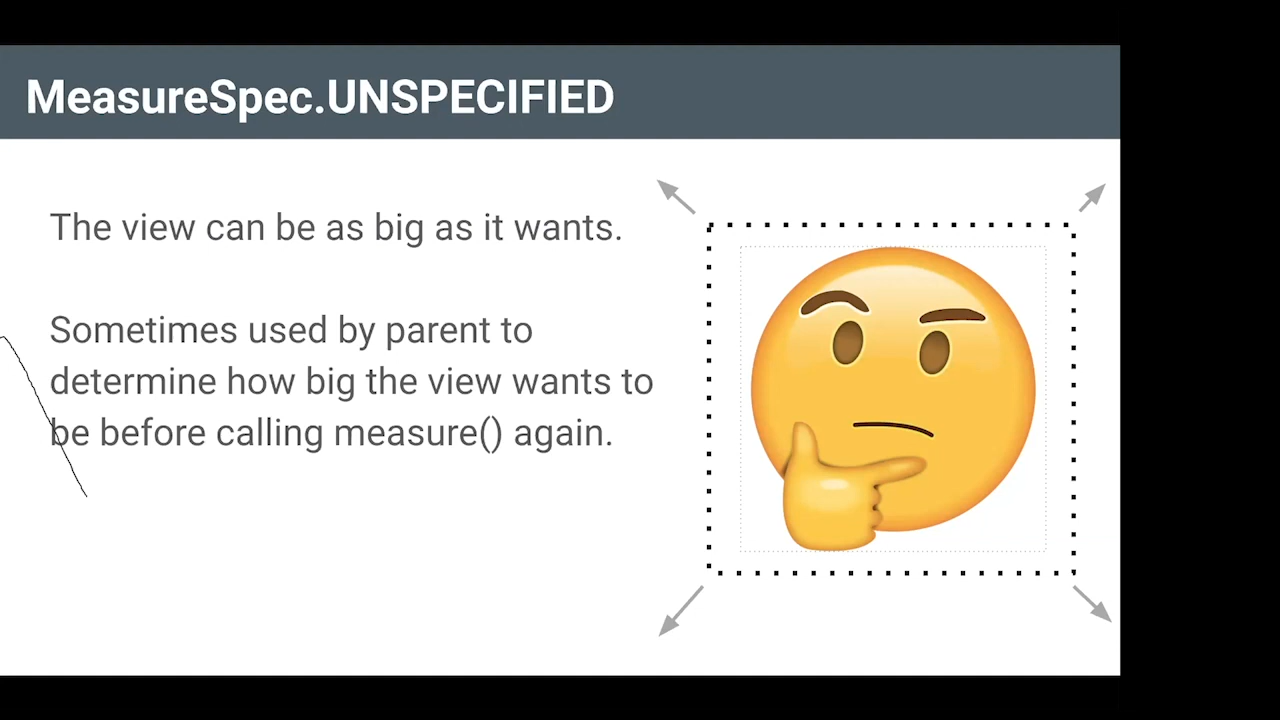 MeasureSpec.UNSPECIFIED
The view can be as big as it wants.
Sometimes used by parent to
determine how big the view wants to
be before calling measure() again.